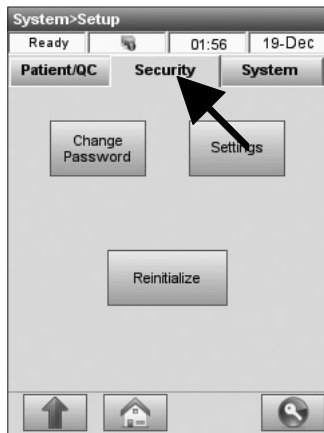 System>Setup
Ready 01:56 19-Dec
Patient/QC Security System
Change
Password
Settings
Reinitialize